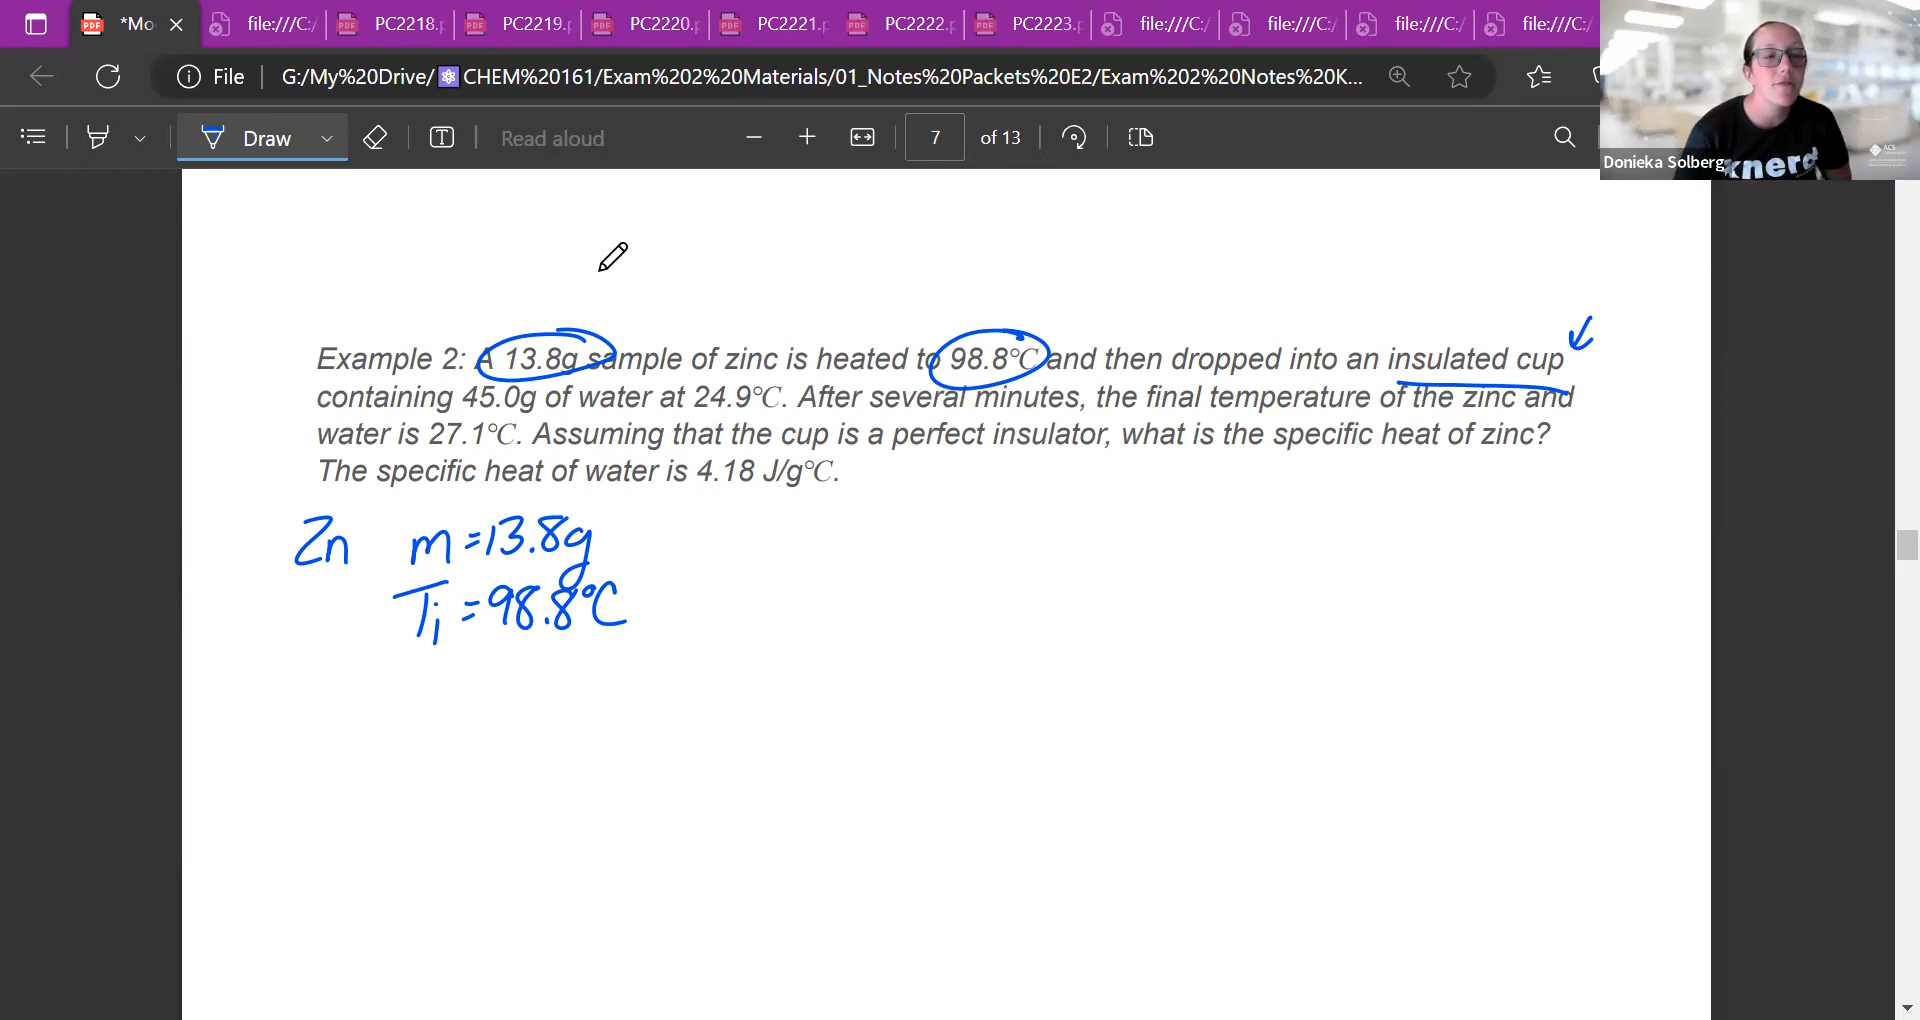 *Mo
file:///C:/
PC2218.p
PC2219.p
PC2220.p
PC2221.p
PC2222.p
PC2223.p
file:///C:/
file:///C:/
file:///C:/
file:///C:/
File
G:/My%20Drive/⚛CHEM%20161/Exam%202%20Materials/01_Notes%20Packets%20E2/Exam%202%20Notes%20K...
Draw
Read aloud
7
of 13
Donieka Solberg
ACS
knerd
Example 2: A 13.8g sample of zinc is heated to 98.8°C and then dropped into an insulated cup
containing 45.0g of water at 24.9°C. After several minutes, the final temperature of the zinc and
water is 27.1°C. Assuming that the cup is a perfect insulator, what is the specific heat of zinc?
The specific heat of water is 4.18 J/g°C.
Zn m=13.8g
Ti =98.8°C